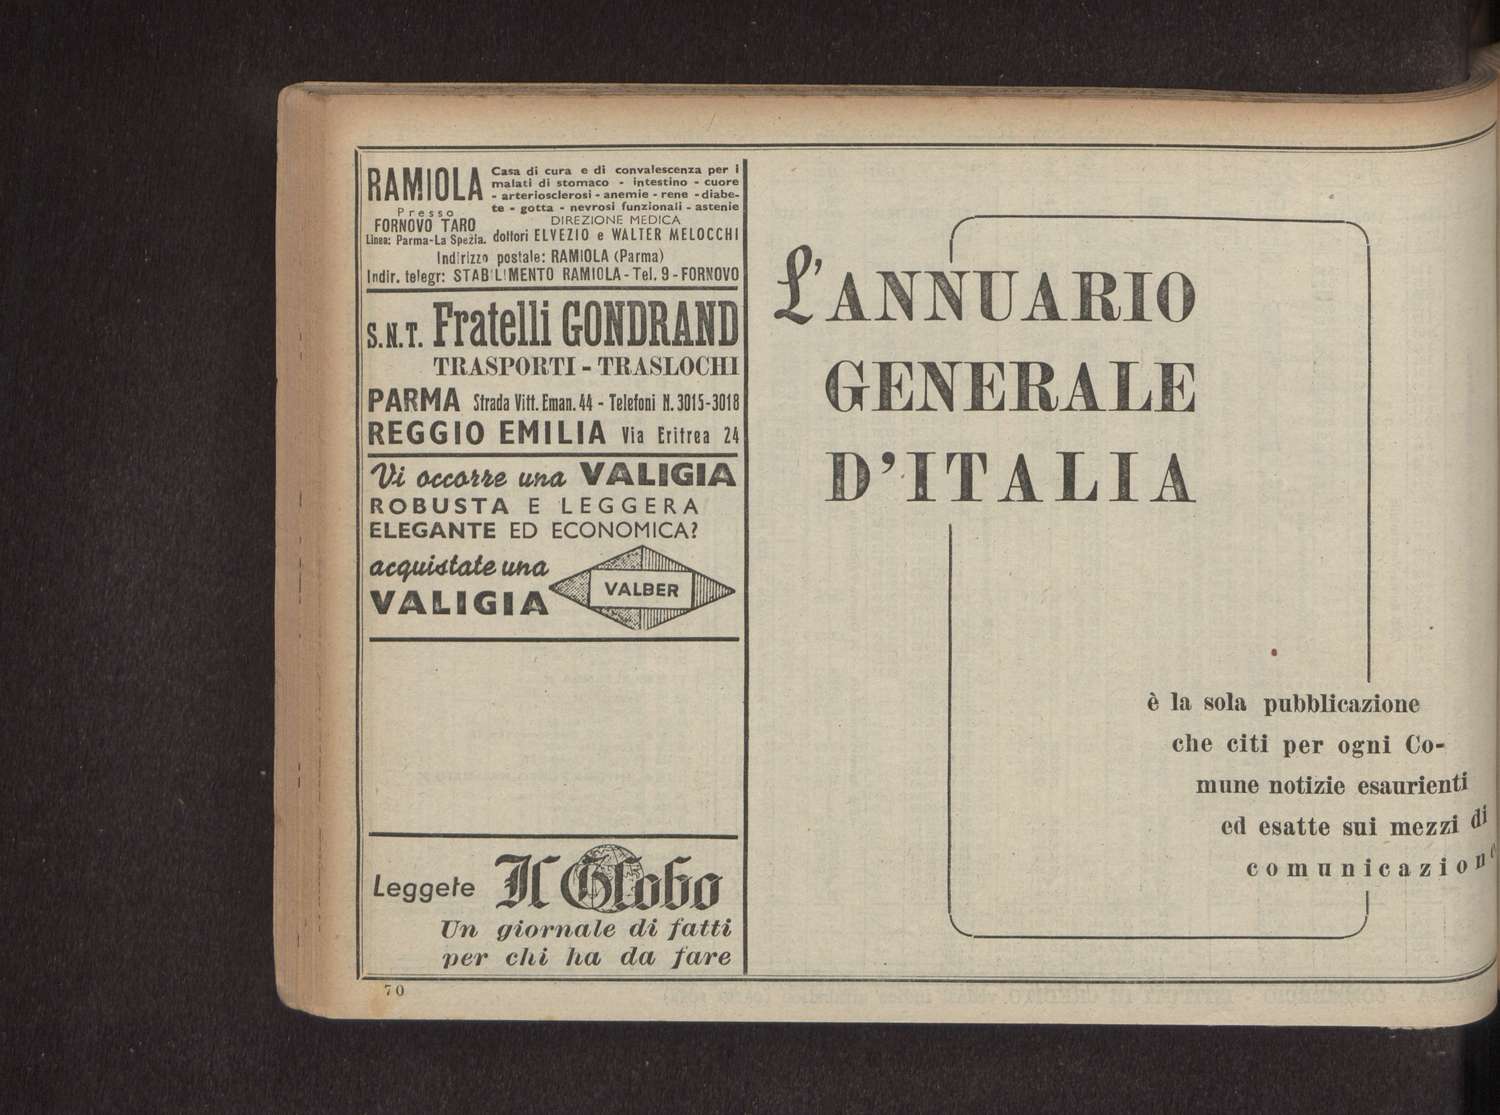 RAMIOLA
Presso
FORNOVO TARO
Linea: Parma-La Spezia.
Casa di cura e di convalescenza per i
malati di stomaco - intestino - cuore
- arteriosclerosi - anemie - rene - diabe-
te - gotta - nevrosi funzionali - astenie
DIREZIONE MEDICA
dottori ELVEZIO e WALTER MELOCCHI
Indirizzo postale: RAMIOLA (Parma)
Indir. telegr: STABILIMENTO RAMIOLA - Tel. 9 - FORNOVO
S.N.T. Fratelli GONDRAND
TRASPORTI - TRASLOCHI
PARMA Strada Vitt. Eman. 44 - Telefoni N. 3015-3018
REGGIO EMILIA Via Eritrea 24
Vi occorre una VALIGIA
ROBUSTA E LEGGERA
ELEGANTE ED ECONOMICA?
acquistate una
VALIGIA
VALBER
Leggete Il Globo
Un giornale di fatti
per chi ha da fare
70
L'ANNUARIO
GENERALE
D'ITALIA
è la sola pubblicazione
che citi per ogni Co-
mune notizie esaurienti
ed esatte sui mezzi di
comunicazione